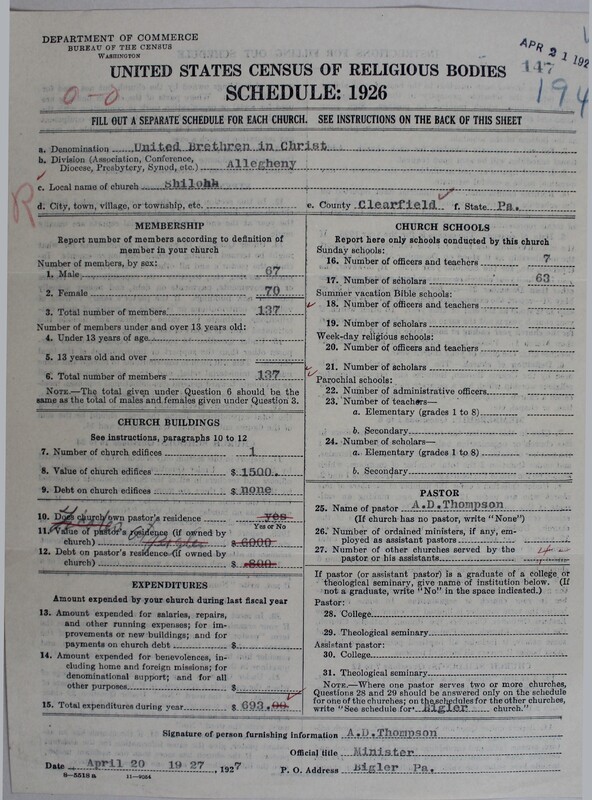 DEPARTMENT OF COMMERCE
BUREAU OF THE CENSUS
WASHINGTON
APR 21 192
147
194
UNITED STATES CENSUS OF RELIGIOUS BODIES
SCHEDULE: 1926
0-0
FILL OUT A SEPARATE SCHEDULE FOR EACH CHURCH. SEE INSTRUCTIONS ON THE BACK OF THIS SHEET
a. Denomination United Brethren in Christ
b. Division (Association, Conference,
Diocese, Presbytery, Synod, etc.) Allegheny
c. Local name of church Shilohh
R
d. City, town, village, or township, etc. e. County Clearfield f. State Pa.
MEMBERSHIP
Report number of members according to definition of
member in your church
Number of members, by sex:
1. Male 67
2. Female 70
3. Total number of members 137
Number of members under and over 13 years old:
4. Under 13 years of age
5. 13 years old and over
6. Total number of members 137
NOTE.—The total given under Question 6 should be the
same as the total of males and females given under Question 3.
CHURCH BUILDINGS
See instructions, paragraphs 10 to 12
7. Number of church edifices 1
8. Value of church edifices $ 1500.
9. Debt on church edifices $ none
10. Does church own pastor's residence yes
Yes or No
11. Value of pastor's residence (if owned by
church) $ 6000
12. Debt on pastor's residence (if owned by
church) $ 800
EXPENDITURES
Amount expended by your church during last fiscal year
13. Amount expended for salaries, repairs,
and other running expenses; for im-
provements or new buildings; and for
payments on church debt $
14. Amount expended for benevolences, in-
cluding home and foreign missions; for
denominational support; and for all
other purposes $
15. Total expenditures during year $ 693.00
CHURCH SCHOOLS
Report here only schools conducted by this church
Sunday schools:
16. Number of officers and teachers 7
17. Number of scholars 63
Summer vacation Bible schools:
18. Number of officers and teachers
19. Number of scholars
Week-day religious schools:
20. Number of officers and teachers
21. Number of scholars
Parochial schools:
22. Number of administrative officers
23. Number of teachers—
a. Elementary (grades 1 to 8)
b. Secondary
24. Number of scholars—
a. Elementary (grades 1 to 8)
b. Secondary
PASTOR
25. Name of pastor A.D.Thompson
(If church has no pastor, write "None")
26. Number of ordained ministers, if any, em-
ployed as assistant pastors
27. Number of other churches served by the
pastor or his assistants 4
If pastor (or assistant pastor) is a graduate of a college or
theological seminary, give name of institution below. (If
not a graduate, write "No" in the space indicated.)
Pastor:
28. College
29. Theological seminary
Assistant pastor:
30. College
31. Theological seminary
NOTE.—Where one pastor serves two or more churches,
Questions 28 and 29 should be answered only on the schedule
for one of the churches; on the schedules for the other churches,
write "See schedule for Bigler church."
Signature of person furnishing information A.D.Thompson
Official title Minister
Date April 20 19 27, 1927 P. O. Address Bigler Pa.
8-5518 a